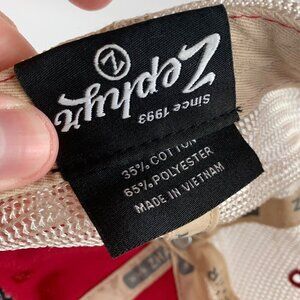 Zephyr
Z
Since 1993
35% COTTON
65% POLYESTER
MADE IN VIETNAM